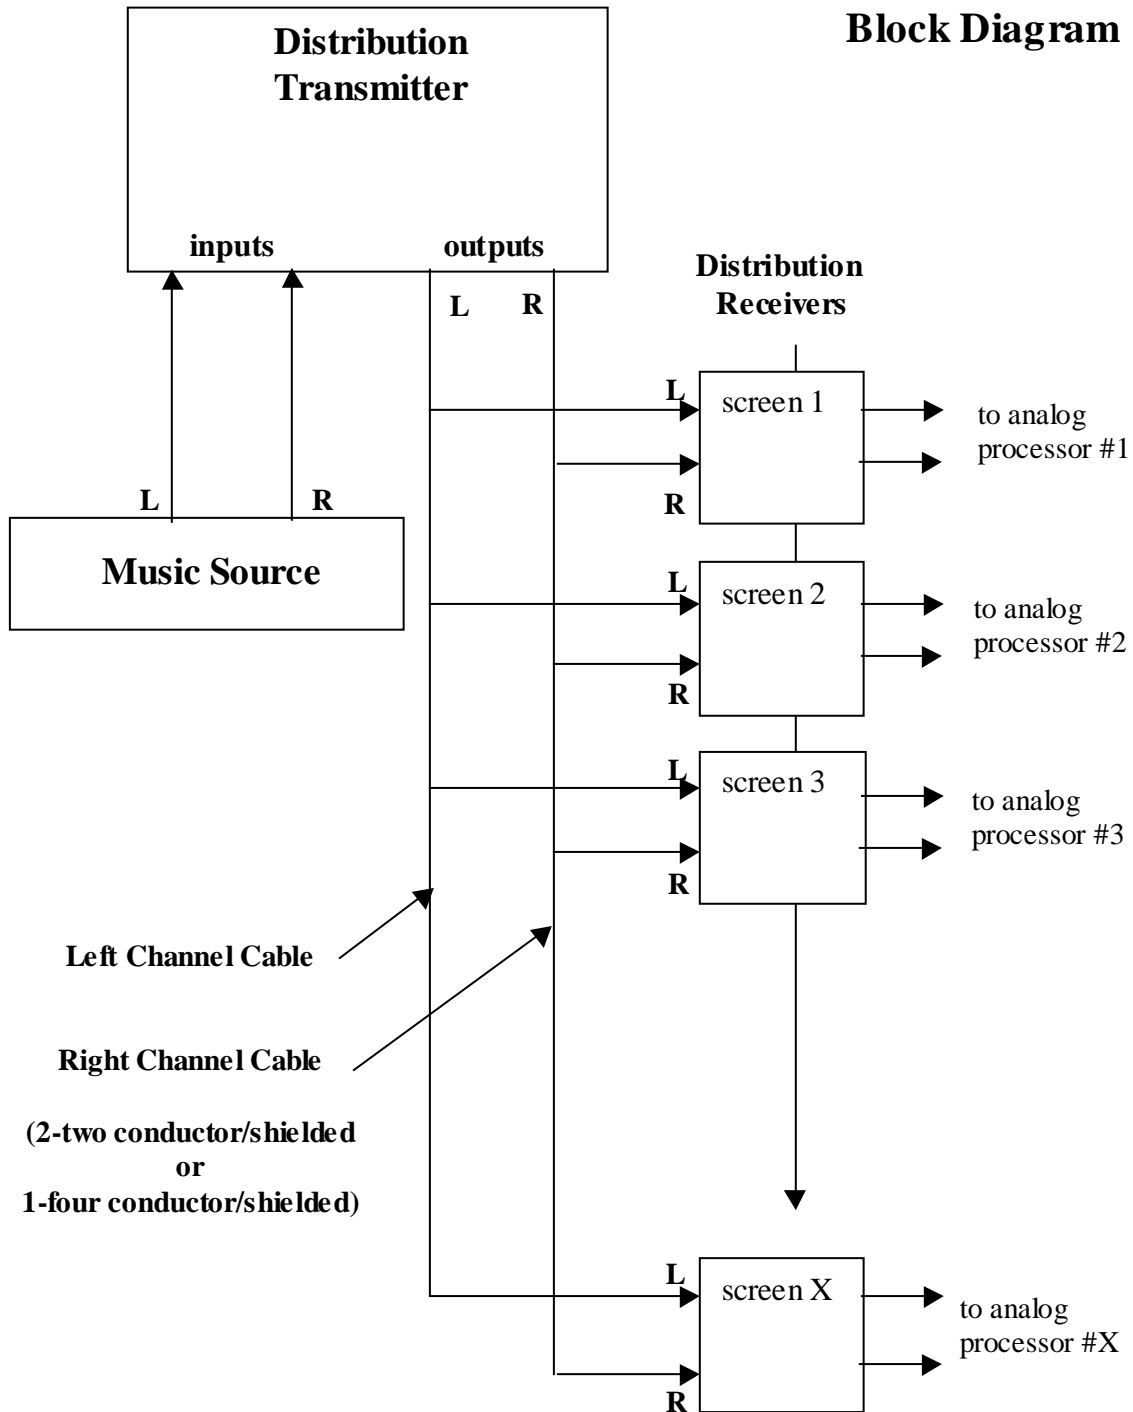 Block Diagram
Distribution
Transmitter
inputs
outputs
L
R
L
R
Music Source
Distribution
Receivers
L
screen 1
R
to analog
processor #1
L
screen 2
R
to analog
processor #2
L
screen 3
R
to analog
processor #3
Left Channel Cable
Right Channel Cable
(2-two conductor/shielded
or
1-four conductor/shielded)
L
screen X
R
to analog
processor #X